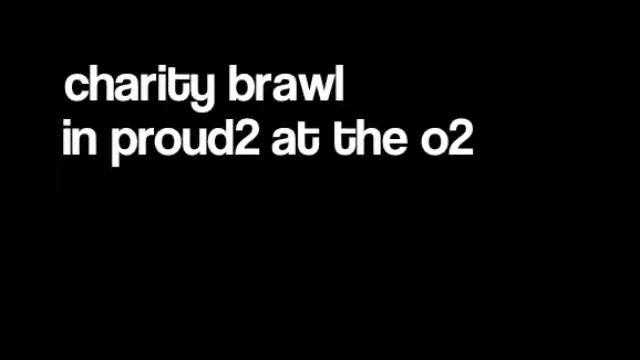 charity brawl
in proud2 at the o2